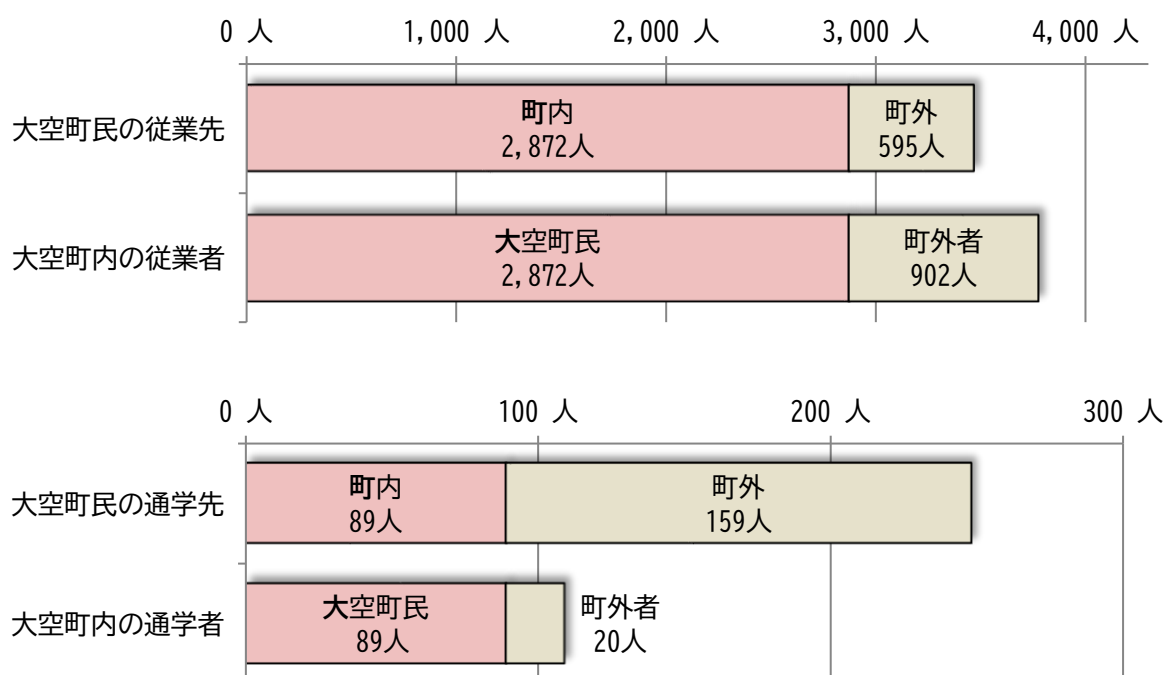 0 人 1,000 人 2,000 人 3,000 人 4,000 人
大空町民の従業先
町内
2,872人
町外
595人
大空町内の従業者
大空町民
2,872人
町外者
902人
0 人 100 人 200 人 300 人
大空町民の通学先
町内
89人
町外
159人
大空町内の通学者
大空町民
89人
町外者
20人